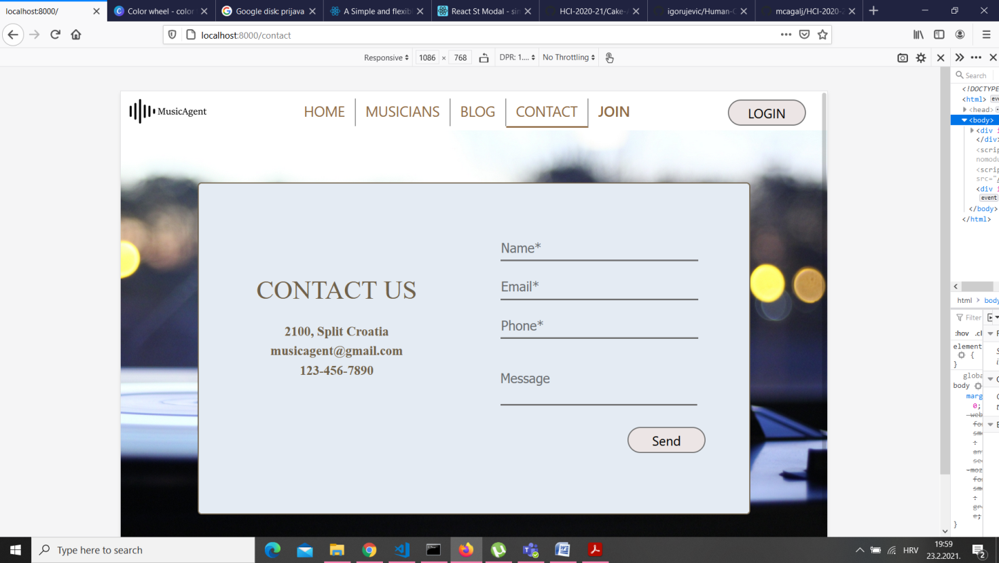 localhost:8000/
Color wheel - color
Google disk: prijava
A Simple and flexib
React St Modal - sim
HCI-2020-21/Cake-
igorujevic/Human-C
mcagalj/HCI-2020-2
localhost:8000/contact
Responsive 1086 × 768 DPR: 1.... No Throttling
Search
<!DOCTYPE
<html> eve
<head>
<body>
<div i
</div>
<scrip
nomodu
<scrip
src="/
<div i
event
</body>
</html>
html > body
Filter
:hov .cl
element
{
}
globa
body
marg
0;
-web
fo
sm
:
an
se
-moz
fo
sm
:
gr
e;
}
MusicAgent
HOME
MUSICIANS
BLOG
CONTACT
JOIN
LOGIN
CONTACT US
2100, Split Croatia
musicagent@gmail.com
123-456-7890
Name*
Email*
Phone*
Message
Send
Type here to search
HRV
19:59
23.2.2021.
2